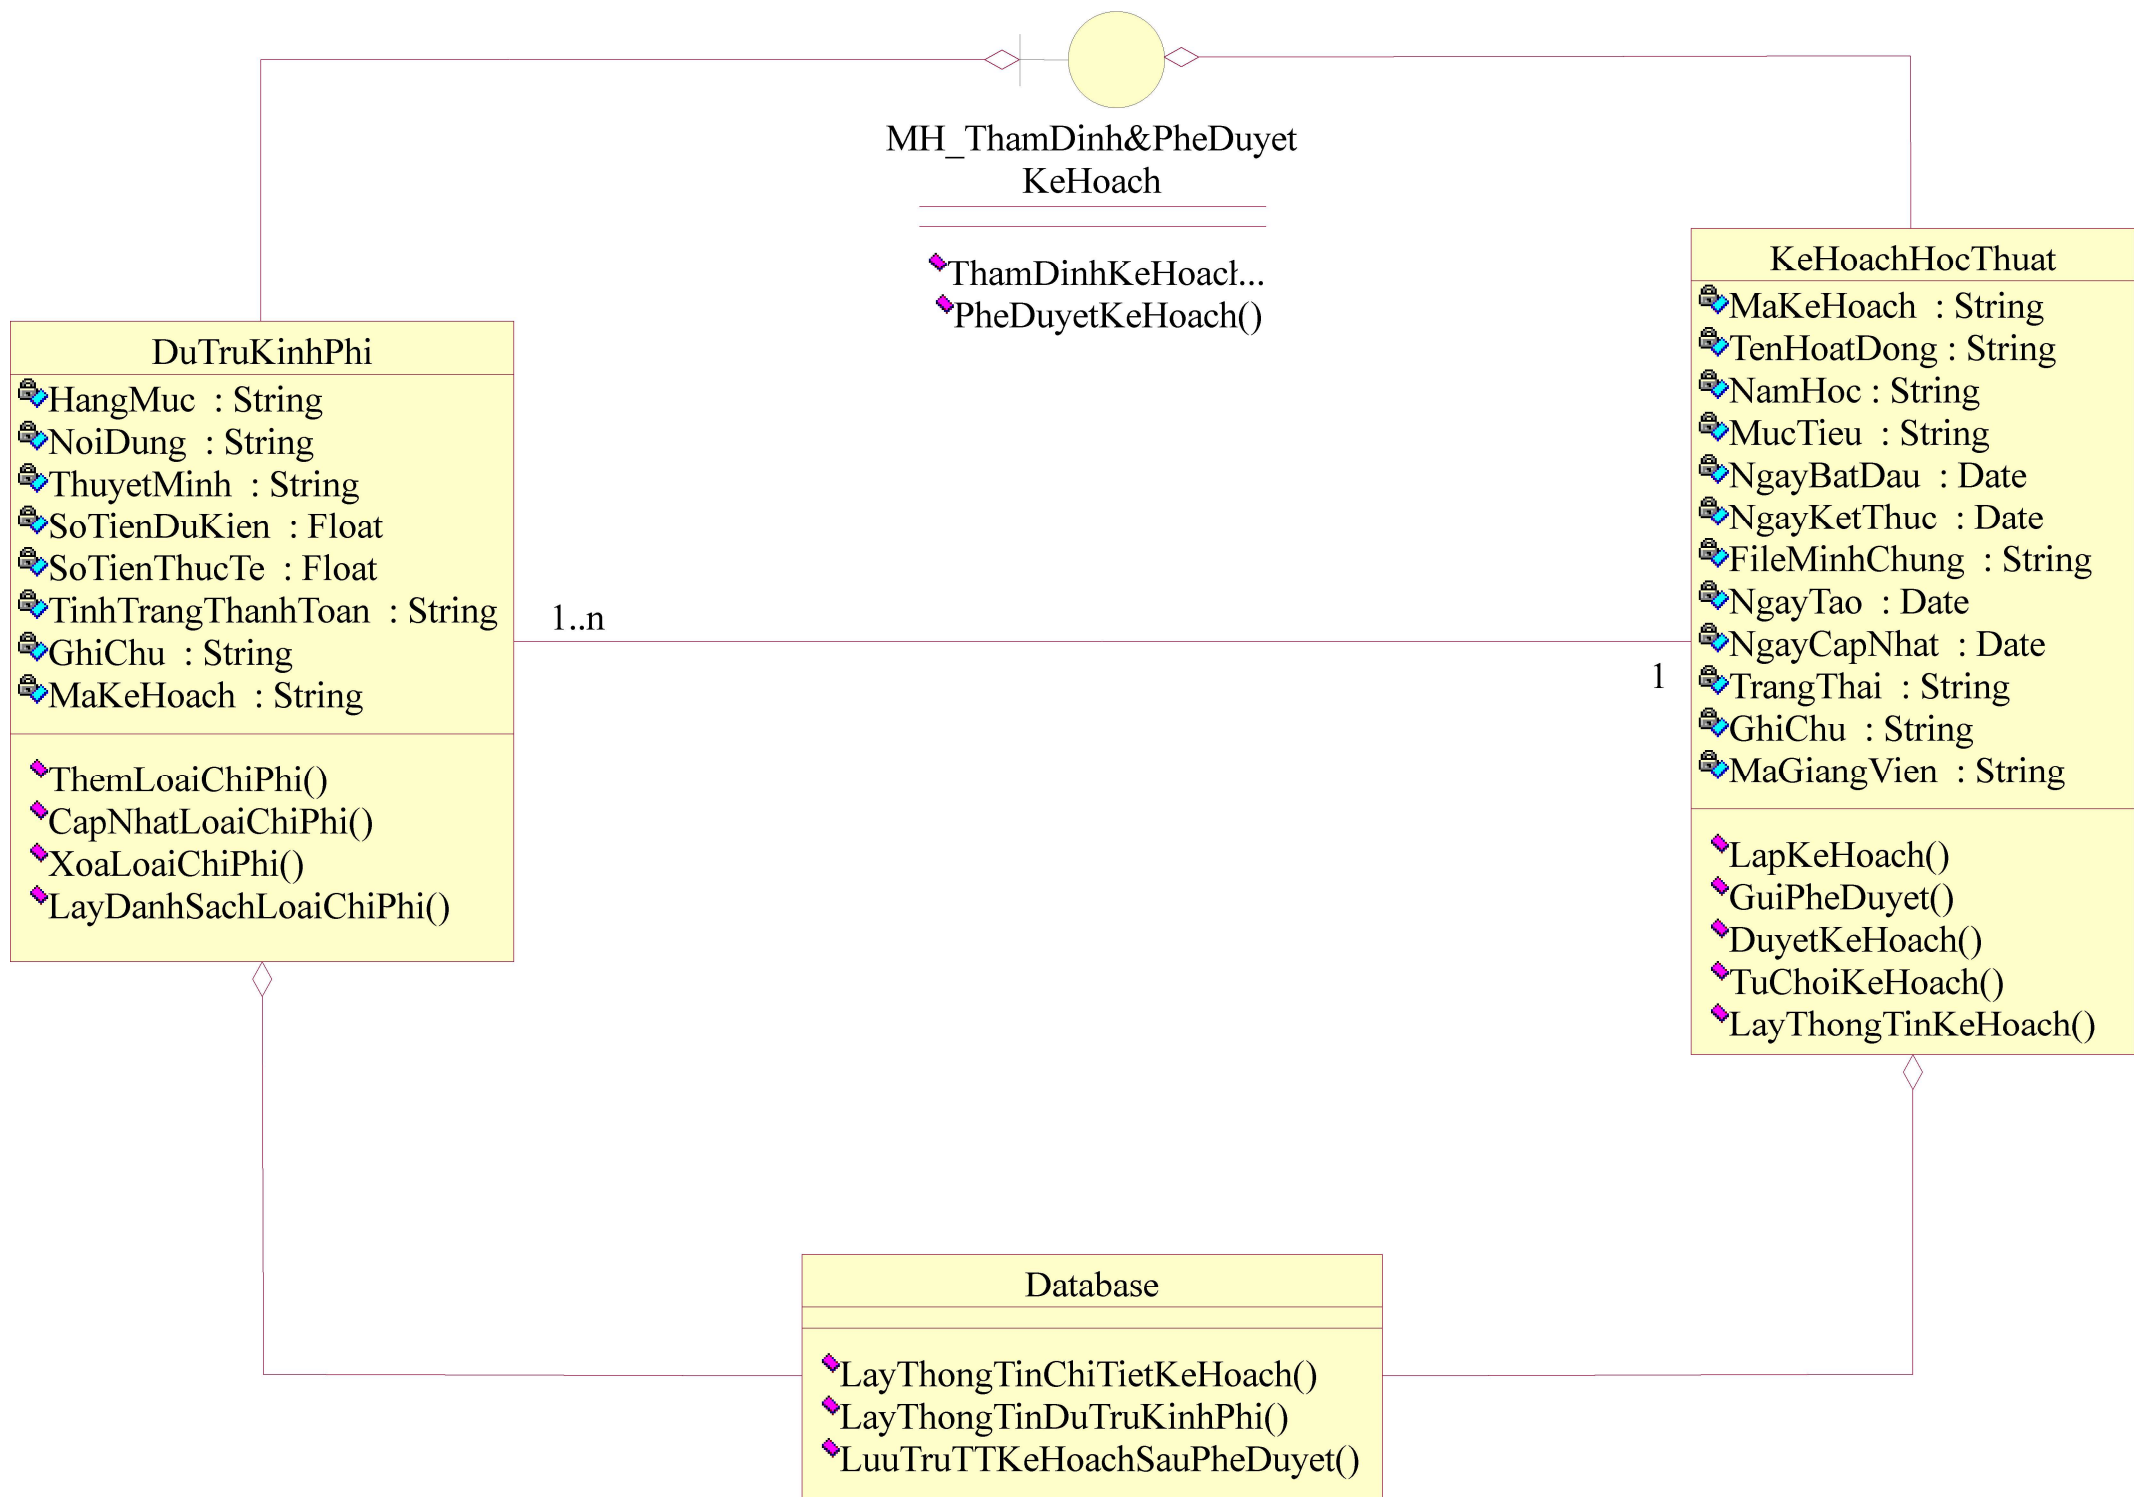 MH_ThamDinh&PheDuyet
KeHoach
ThamDinhKeHoach...
PheDuyetKeHoach()
DuTruKinhPhi
HangMuc : String
NoiDung : String
ThuyetMinh : String
SoTienDuKien : Float
SoTienThucTe : Float
TinhTrangThanhToan : String
GhiChu : String
MaKeHoach : String
ThemLoaiChiPhi()
CapNhatLoaiChiPhi()
XoaLoaiChiPhi()
LayDanhSachLoaiChiPhi()
1..n
1
KeHoachHocThuat
MaKeHoach : String
TenHoatDong : String
NamHoc : String
MucTieu : String
NgayBatDau : Date
NgayKetThuc : Date
FileMinhChung : String
NgayTao : Date
NgayCapNhat : Date
TrangThai : String
GhiChu : String
MaGiangVien : String
LapKeHoach()
GuiPheDuyet()
DuyetKeHoach()
TuChoiKeHoach()
LayThongTinKeHoach()
Database
LayThongTinChiTietKeHoach()
LayThongTinDuTruKinhPhi()
LuuTruTTKeHoachSauPheDuyet()